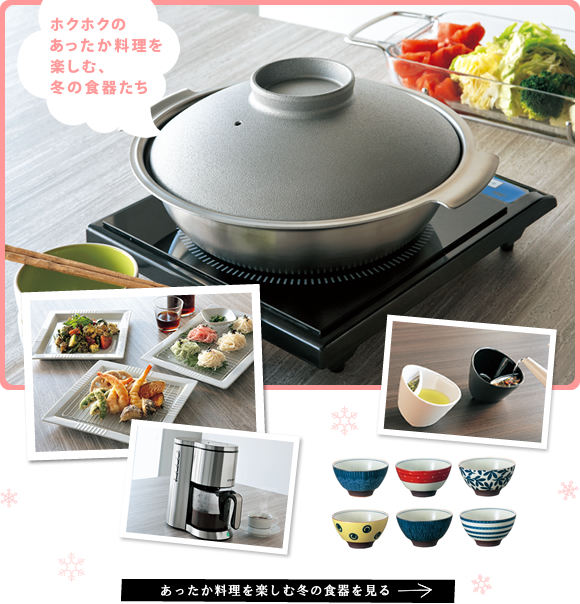 ホクホクの
あったか料理を
楽しむ、
冬の食器たち
あったか料理を楽しむ冬の食器を見る